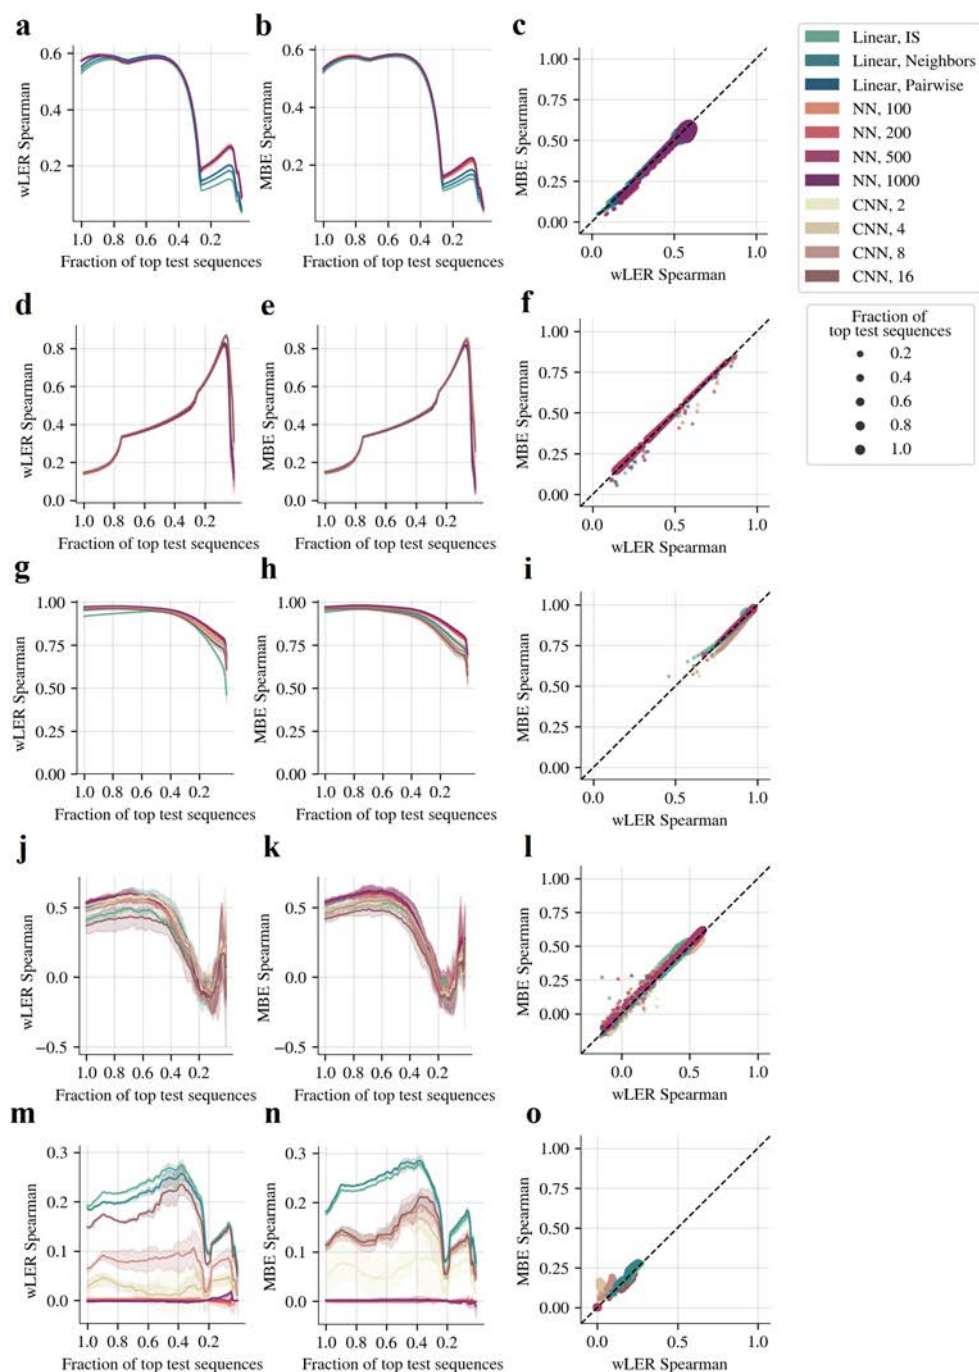 a
b
c
0.6
0.4
0.2
wLER Spearman
1.0 0.8 0.6 0.4 0.2
Fraction of top test sequences
0.6
0.4
0.2
MBE Spearman
1.0 0.8 0.6 0.4 0.2
Fraction of top test sequences
1.00
0.75
0.50
0.25
0.00
MBE Spearman
0.0 0.5 1.0
wLER Spearman
Linear, IS
Linear, Neighbors
Linear, Pairwise
NN, 100
NN, 200
NN, 500
NN, 1000
CNN, 2
CNN, 4
CNN, 8
CNN, 16
Fraction of
top test sequences
0.2
0.4
0.6
0.8
1.0
d
e
f
0.8
0.6
0.4
0.2
0.0
wLER Spearman
1.0 0.8 0.6 0.4 0.2
Fraction of top test sequences
0.8
0.6
0.4
0.2
0.0
MBE Spearman
1.0 0.8 0.6 0.4 0.2
Fraction of top test sequences
1.00
0.75
0.50
0.25
0.00
MBE Spearman
0.0 0.5 1.0
wLER Spearman
g
h
i
1.00
0.75
0.50
0.25
0.00
wLER Spearman
1.0 0.8 0.6 0.4 0.2
Fraction of top test sequences
1.00
0.75
0.50
0.25
0.00
MBE Spearman
1.0 0.8 0.6 0.4 0.2
Fraction of top test sequences
1.00
0.75
0.50
0.25
0.00
MBE Spearman
0.0 0.5 1.0
wLER Spearman
j
k
l
0.5
0.0
−0.5
wLER Spearman
1.0 0.8 0.6 0.4 0.2
Fraction of top test sequences
0.5
0.0
−0.5
MBE Spearman
1.0 0.8 0.6 0.4 0.2
Fraction of top test sequences
1.00
0.75
0.50
0.25
0.00
MBE Spearman
0.0 0.5 1.0
wLER Spearman
m
n
o
0.3
0.2
0.1
0.0
wLER Spearman
1.0 0.8 0.6 0.4 0.2
Fraction of top test sequences
0.3
0.2
0.1
0.0
MBE Spearman
1.0 0.8 0.6 0.4 0.2
Fraction of top test sequences
1.00
0.75
0.50
0.25
0.00
MBE Spearman
0.0 0.5 1.0
wLER Spearman